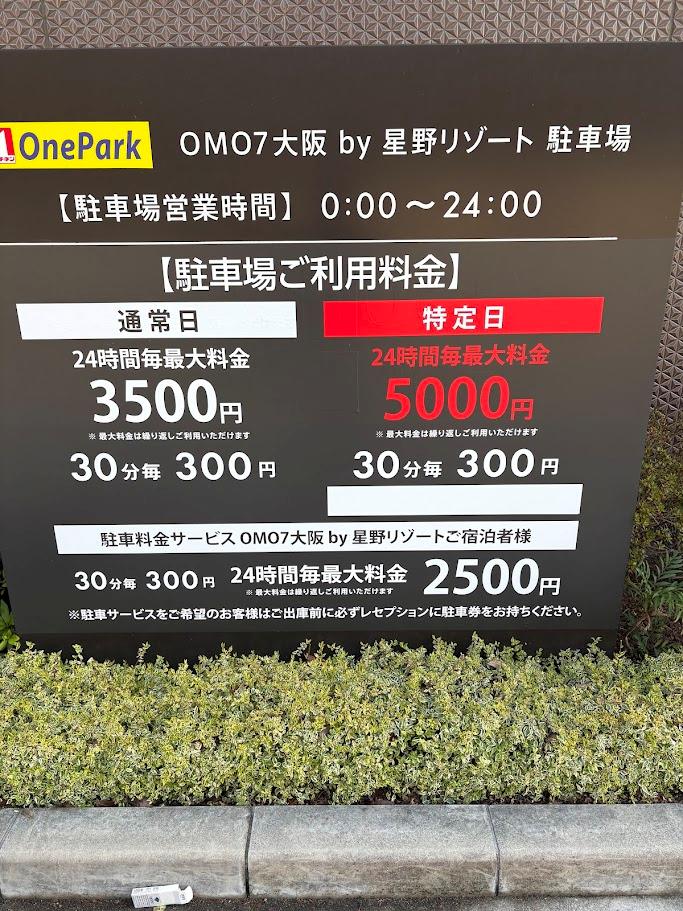 OnePark OMO7大阪 by 星野リゾート 駐車場
【駐車場営業時間】 0:00～24:00
【駐車場ご利用料金】
通常日
24時間毎最大料金
3500円
※ 最大料金は繰り返しご利用いただけます
30分毎 300円
特定日
24時間毎最大料金
5000円
※ 最大料金は繰り返しご利用いただけます
30分毎 300円
駐車料金サービス OMO7大阪 by 星野リゾートご宿泊者様
30分毎 300円 24時間毎最大料金 2500円
※ 最大料金は繰り返しご利用いただけます
※駐車サービスをご希望のお客様はご出庫前に必ずレセプションに駐車券をお持ちください。